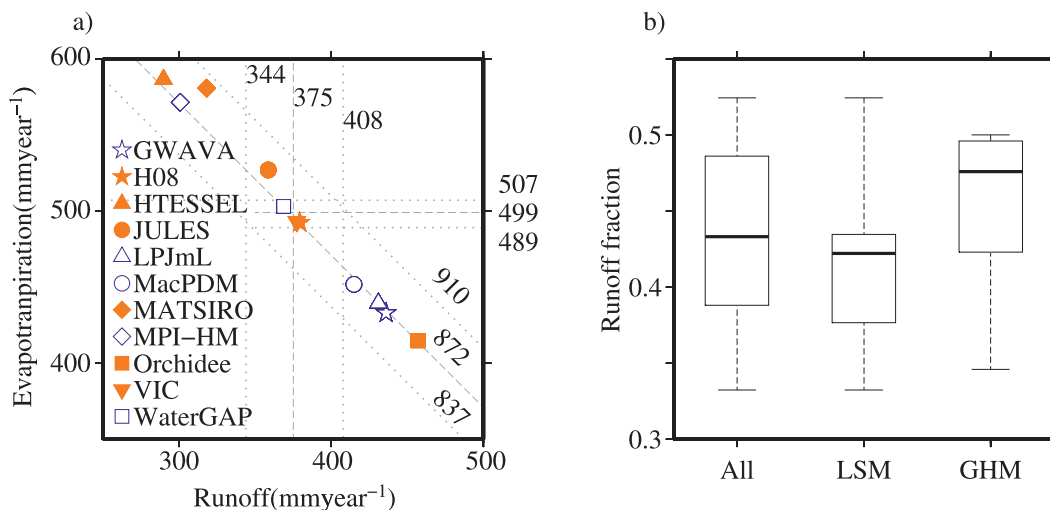 a)
b)
600
500
400
Evapotranpiration(mmyear−1)
344
375
408
GWAVA
H08
HTESSEL
JULES
LPJmL
MacPDM
MATSIRO
MPI−HM
Orchidee
VIC
WaterGAP
507
499
489
910
872
837
300
400
500
Runoff(mmyear−1)
0.5
0.4
0.3
Runoff fraction
All
LSM
GHM